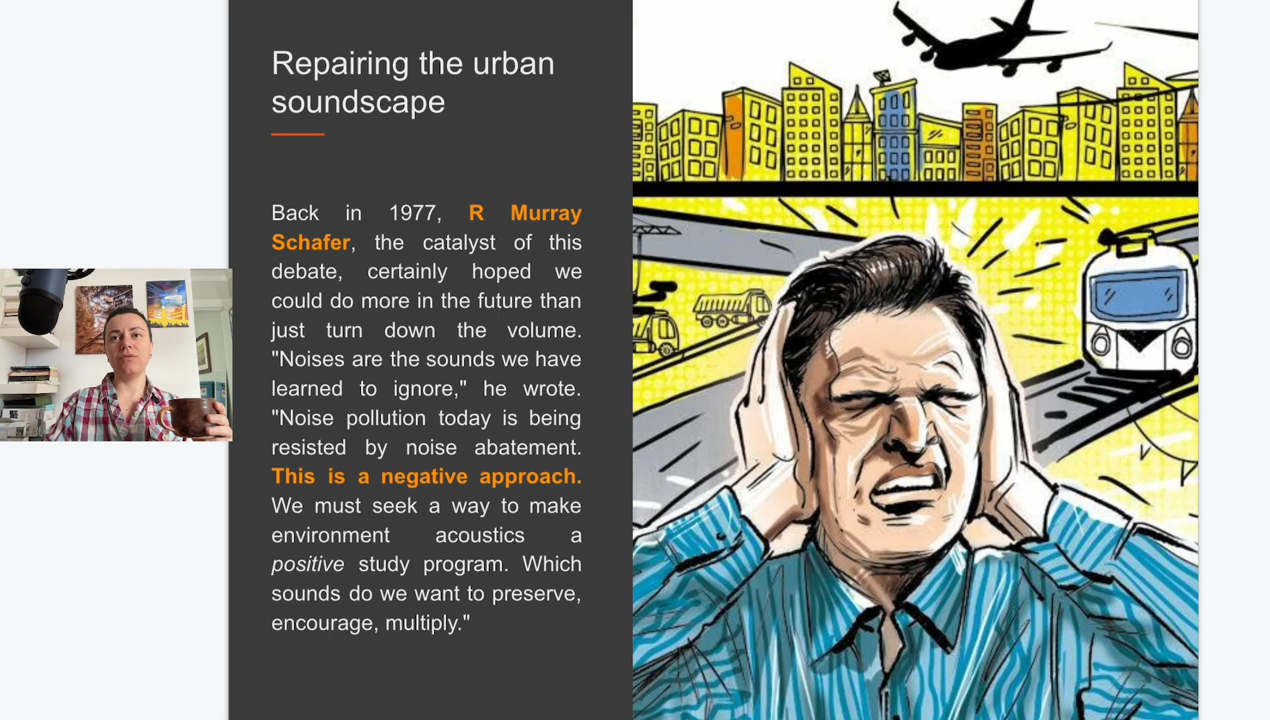 Repairing the urban
soundscape
Back in 1977, R Murray
Schafer, the catalyst of this
debate, certainly hoped we
could do more in the future than
just turn down the volume.
"Noises are the sounds we have
learned to ignore," he wrote.
"Noise pollution today is being
resisted by noise abatement.
This is a negative approach.
We must seek a way to make
environment acoustics a
positive study program. Which
sounds do we want to preserve,
encourage, multiply."